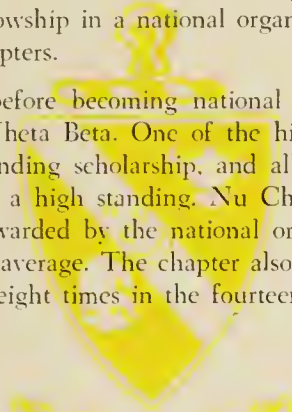 owship in a national organ
pters.
before becoming national
Theta Beta. One of the hi
nding scholarship, and al
a high standing. Nu Ch
warded by the national or
average. The chapter also
eight times in the fourteer